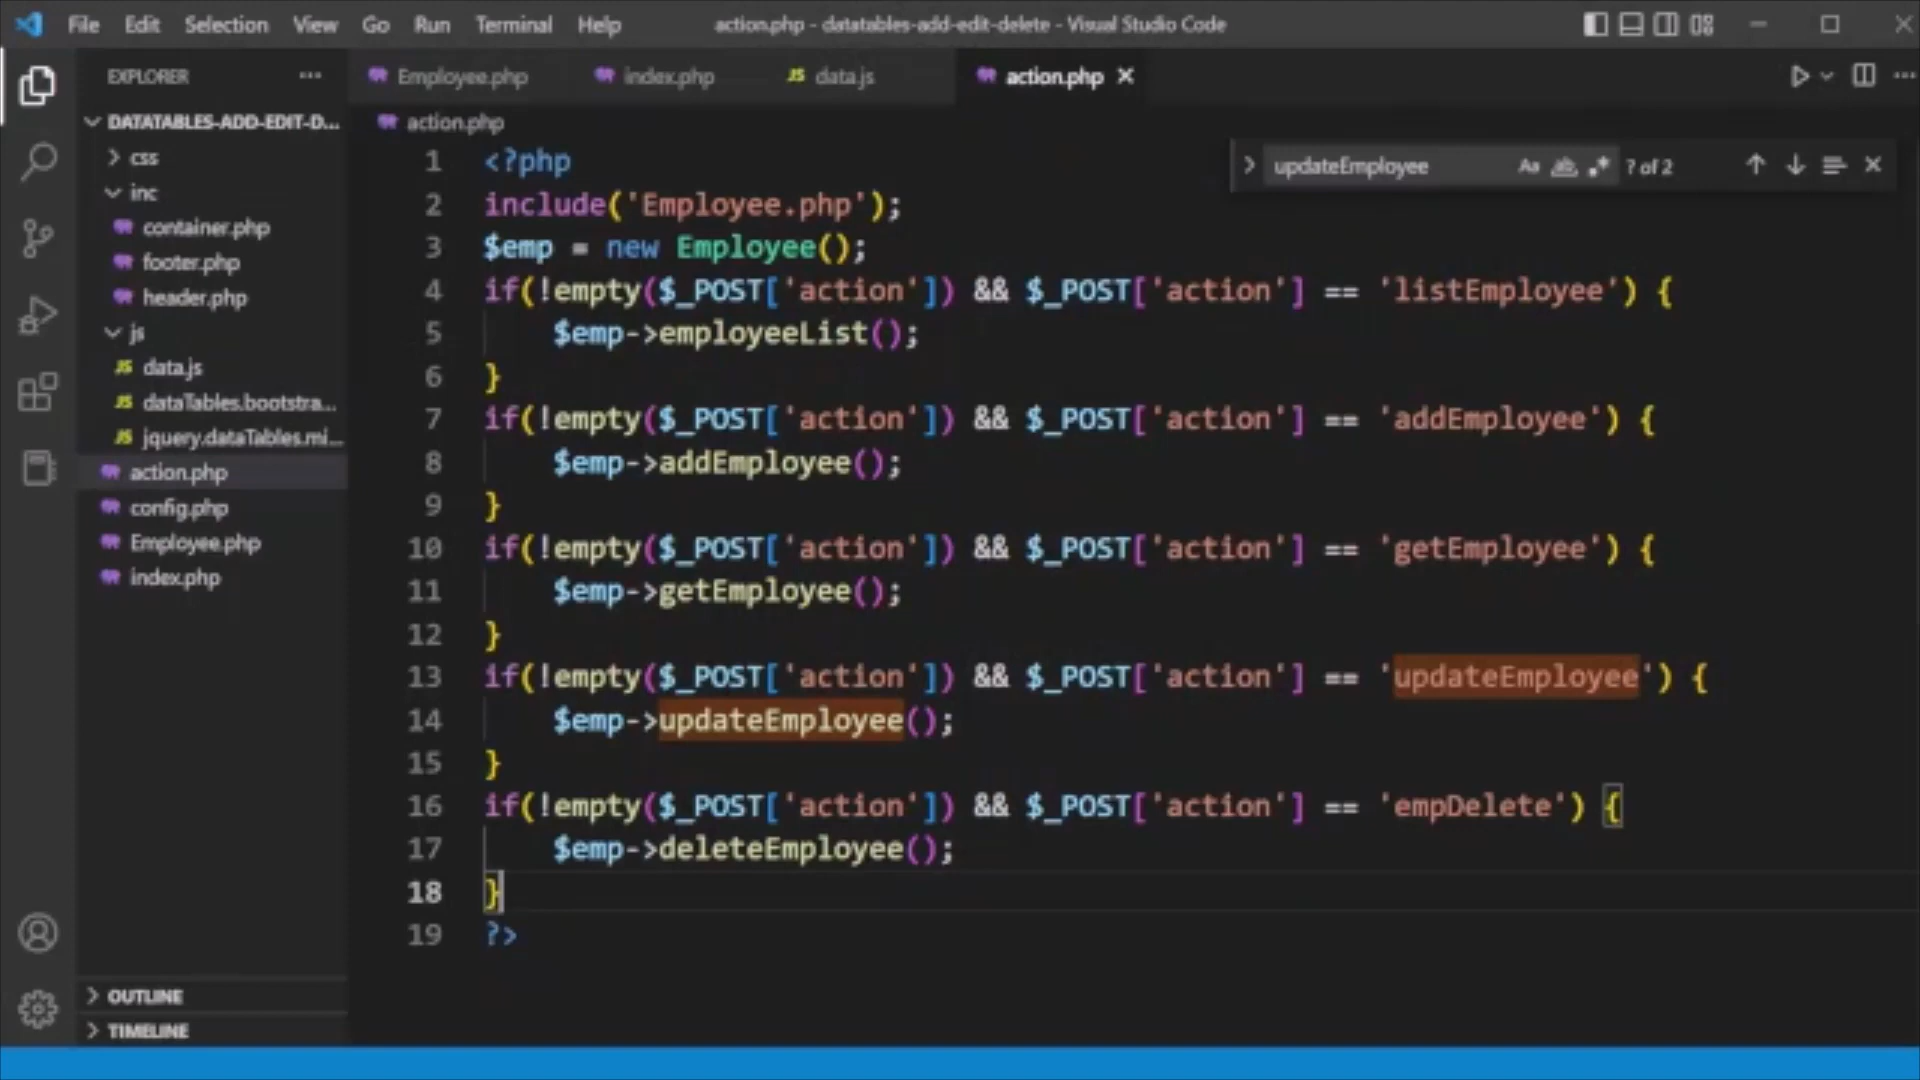 File Edit Selection View Go Run Terminal Help action.php - datatables-add-edit-delete - Visual Studio Code
EXPLORER ···
Employee.php index.php JS data.js action.php
DATATABLES-ADD-EDIT-D...
css
inc
container.php
footer.php
header.php
js
JS data.js
JS dataTables.bootstra...
JS jquery.dataTables.mi...
action.php
config.php
Employee.php
index.php
OUTLINE
TIMELINE
action.php
updateEmployee Aa ab .* ? of 2
1 <?php
2 include('Employee.php');
3 $emp = new Employee();
4 if(!empty($_POST['action']) && $_POST['action'] == 'listEmployee') {
5 $emp->employeeList();
6 }
7 if(!empty($_POST['action']) && $_POST['action'] == 'addEmployee') {
8 $emp->addEmployee();
9 }
10 if(!empty($_POST['action']) && $_POST['action'] == 'getEmployee') {
11 $emp->getEmployee();
12 }
13 if(!empty($_POST['action']) && $_POST['action'] == 'updateEmployee') {
14 $emp->updateEmployee();
15 }
16 if(!empty($_POST['action']) && $_POST['action'] == 'empDelete') {
17 $emp->deleteEmployee();
18 }
19 ?>